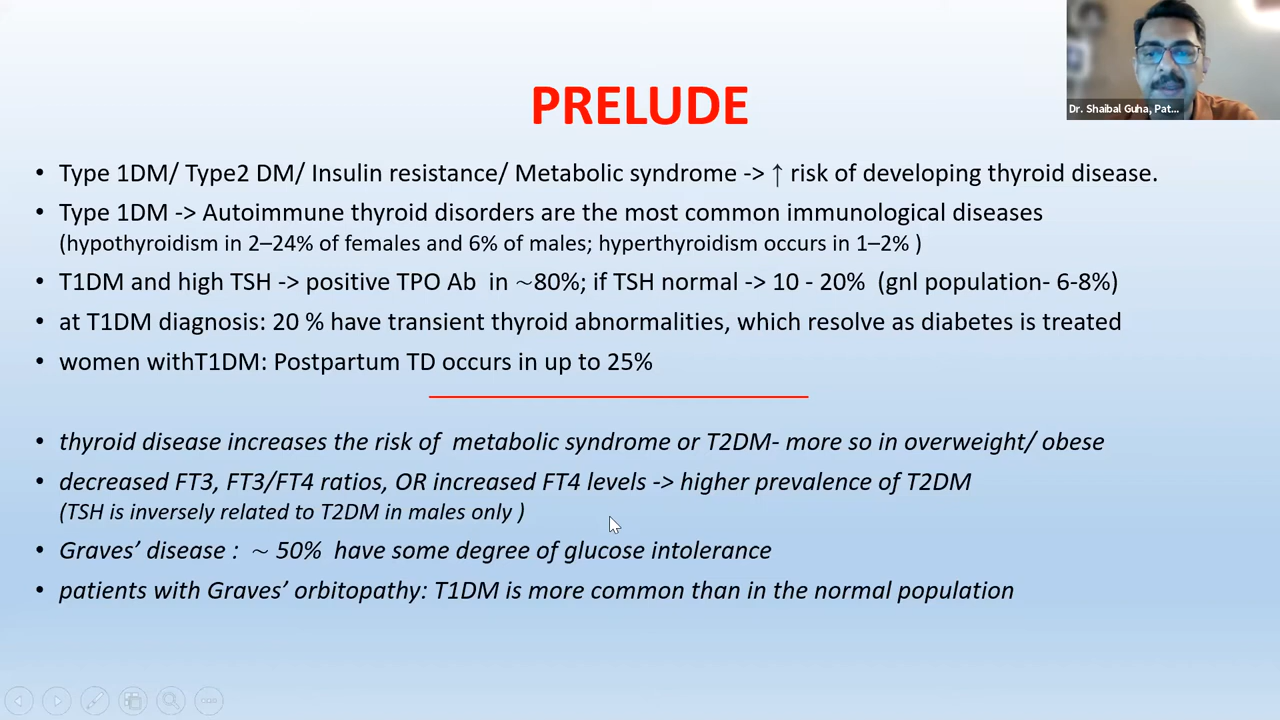 Dr. Shaibal Guha, Pat...
PRELUDE
• Type 1DM/ Type2 DM/ Insulin resistance/ Metabolic syndrome -> ↑ risk of developing thyroid disease.
• Type 1DM -> Autoimmune thyroid disorders are the most common immunological diseases
(hypothyroidism in 2–24% of females and 6% of males; hyperthyroidism occurs in 1–2% )
• T1DM and high TSH -> positive TPO Ab in ~80%; if TSH normal -> 10 - 20% (gnl population- 6-8%)
• at T1DM diagnosis: 20 % have transient thyroid abnormalities, which resolve as diabetes is treated
• women withT1DM: Postpartum TD occurs in up to 25%
• thyroid disease increases the risk of metabolic syndrome or T2DM- more so in overweight/ obese
• decreased FT3, FT3/FT4 ratios, OR increased FT4 levels -> higher prevalence of T2DM
(TSH is inversely related to T2DM in males only )
• Graves’ disease : ~ 50% have some degree of glucose intolerance
• patients with Graves’ orbitopathy: T1DM is more common than in the normal population